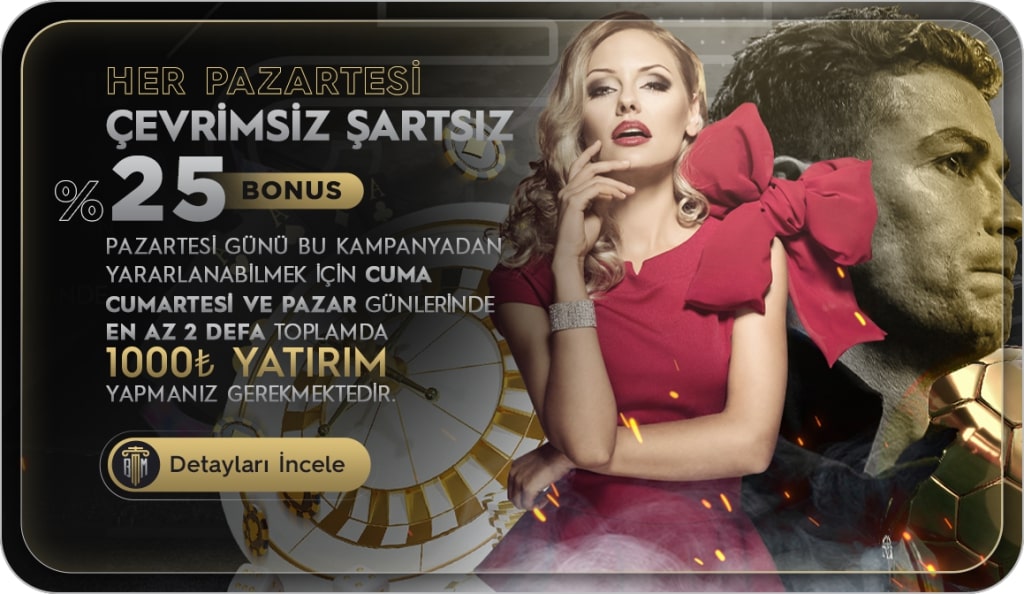 HER PAZARTESİ
ÇEVRİMSİZ ŞARTSIZ
%25 BONUS
PAZARTESİ GÜNÜ BU KAMPANYADAN
YARARLANABİLMEK İÇİN CUMA
CUMARTESİ VE PAZAR GÜNLERİNDE
EN AZ 2 DEFA TOPLAMDA
1000₺ YATIRIM
YAPMANIZ GEREKMEKTEDİR.
BTM Detayları İncele